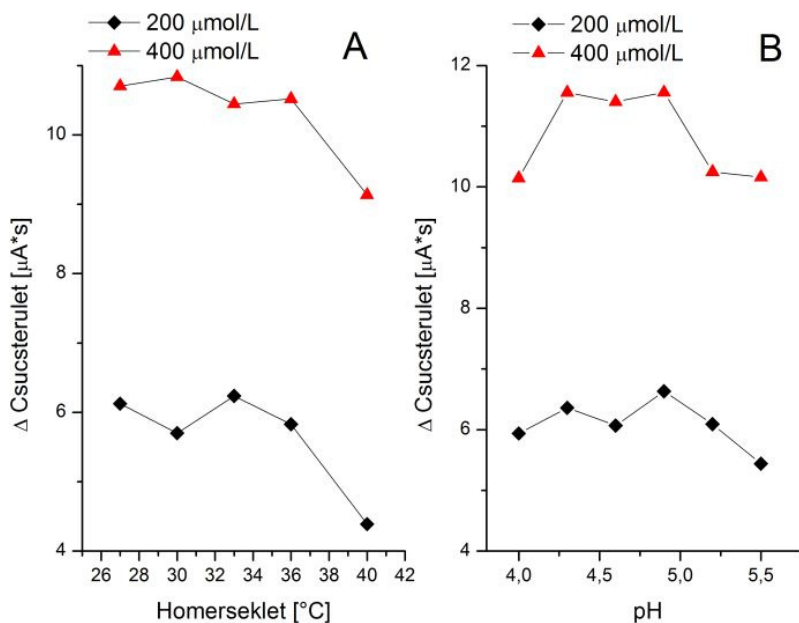 200 μmol/L
400 μmol/L
A
10
8
6
4
Δ Csucsterulet [μA*s]
26 28 30 32 34 36 38 40 42
Homerseklet [°C]
200 μmol/L
400 μmol/L
B
12
10
8
6
4
Δ Csucsterulet [μA*s]
4,0 4,5 5,0 5,5
pH